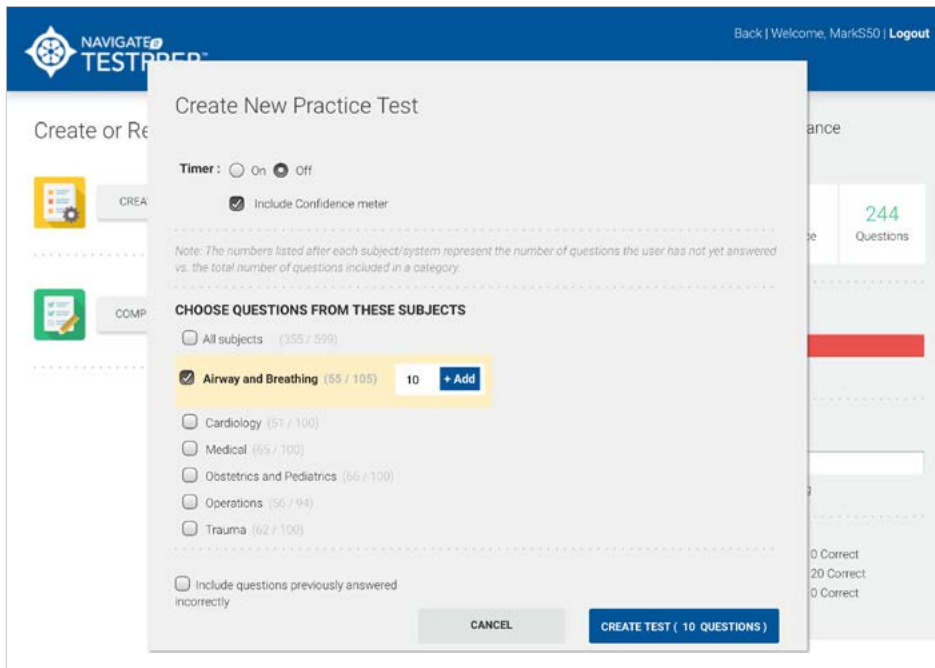 NAVIGATE 2
TESTPREP™
Back | Welcome, MarkS50 | Logout
Create or Re
ance
CREA
COMP
244
Questions
0 Correct
20 Correct
0 Correct
Create New Practice Test
Timer : On Off
Include Confidence meter
Note: The numbers listed after each subject/system represent the number of questions the user has not yet answered
vs. the total number of questions included in a category.
CHOOSE QUESTIONS FROM THESE SUBJECTS
All subjects (355 / 599)
Airway and Breathing (55 / 105) 10 + Add
Cardiology (51 / 100)
Medical (65 / 100)
Obstetrics and Pediatrics (66 / 100)
Operations (56 / 94)
Trauma (62 / 100)
Include questions previously answered
incorrectly
CANCEL
CREATE TEST ( 10 QUESTIONS )